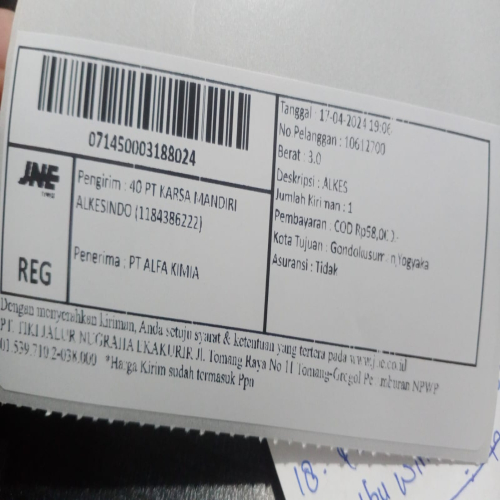 071450003188024
JNE
REG
Pengirim : 40 PT KARSA MANDIRI
ALKESINDO (1184386222)
Penerima : PT ALFA KIMIA
Tanggal : 17-04-2024 19:06
No Pelanggan : 10612700
Berat : 3.0
Deskripsi : ALKES
Jumlah Kiriman : 1
Pembayaran : COD Rp58,000
Kota Tujuan : Gondokusuman, Yogyaka
Asuransi : Tidak
Dengan menyerahkan kiriman, Anda setuju syarat & ketentuan yang tertera pada www.jne.co.id
PT. TIKI JALUR NUGRAHA EKAKURIR Jl. Tomang Raya No 11 Tomang-Grogol NPWP
01.539.710.2-038.000 *Harga Kirim sudah termasuk Ppn
18.